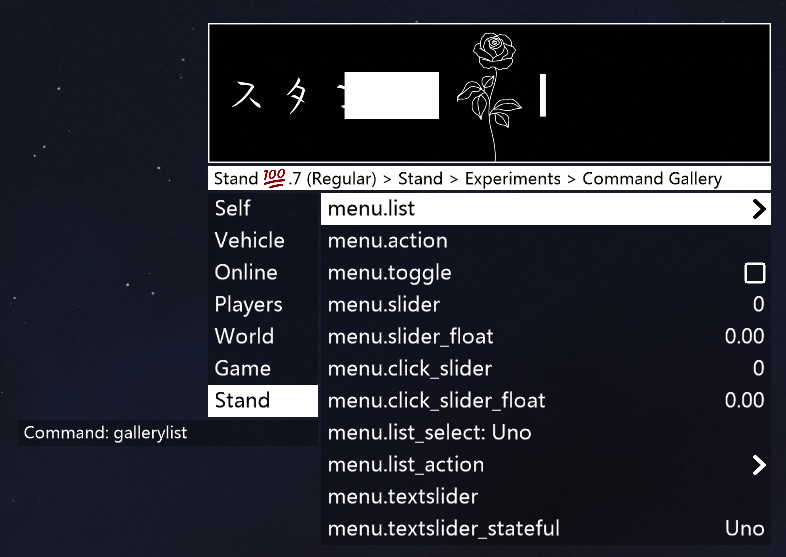 スタ
Stand 💯.7 (Regular) > Stand > Experiments > Command Gallery
Self
Vehicle
Online
Players
World
Game
Stand
Command: gallerylist
menu.list
menu.action
menu.toggle
menu.slider 0
menu.slider_float 0.00
menu.click_slider 0
menu.click_slider_float 0.00
menu.list_select: Uno
menu.list_action
menu.textslider
menu.textslider_stateful Uno